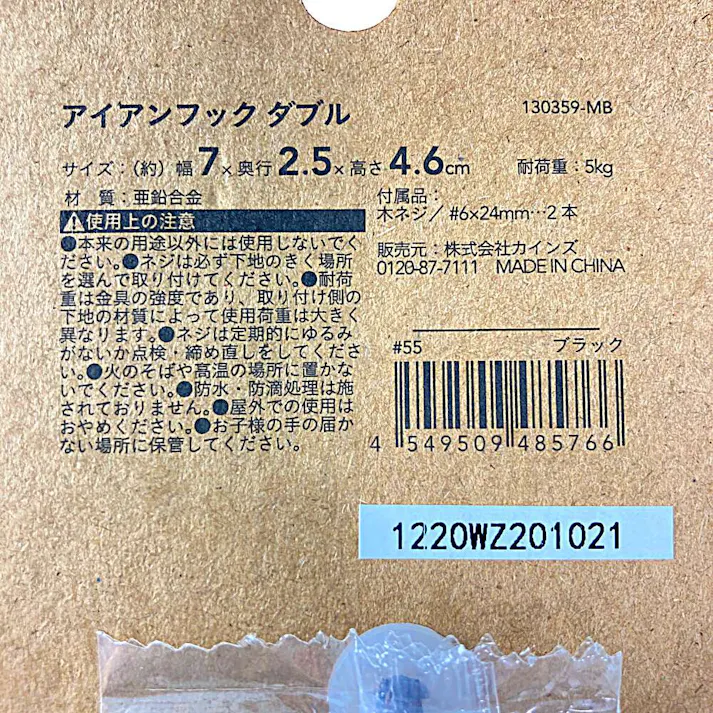 アイアンフック ダブル
130359-MB
サイズ：（約）幅7×奥行2.5×高さ4.6cm
耐荷重：5kg
材　質：亜鉛合金
付属品：
木ネジ／#6×24mm…2本
販売元：株式会社カインズ
0120-87-7111　MADE IN CHINA
使用上の注意
●本来の用途以外には使用しないでく
ださい。●ネジは必ず下地のきく場所
を選んで取り付けてください。●耐荷
重は金具の強度であり、取り付け側の
下地の材質によって使用荷重は大きく
異なります。●ネジは定期的にゆるみ
がないか点検・締め直しをしてくださ
い。●火のそばや高温の場所に置かな
いでください。●防水・防滴処理は施
されておりません。●屋外での使用は
おやめください。●お子様の手の届か
ない場所に保管してください。
#55
ブラック
4 549509 485766
1220WZ201021